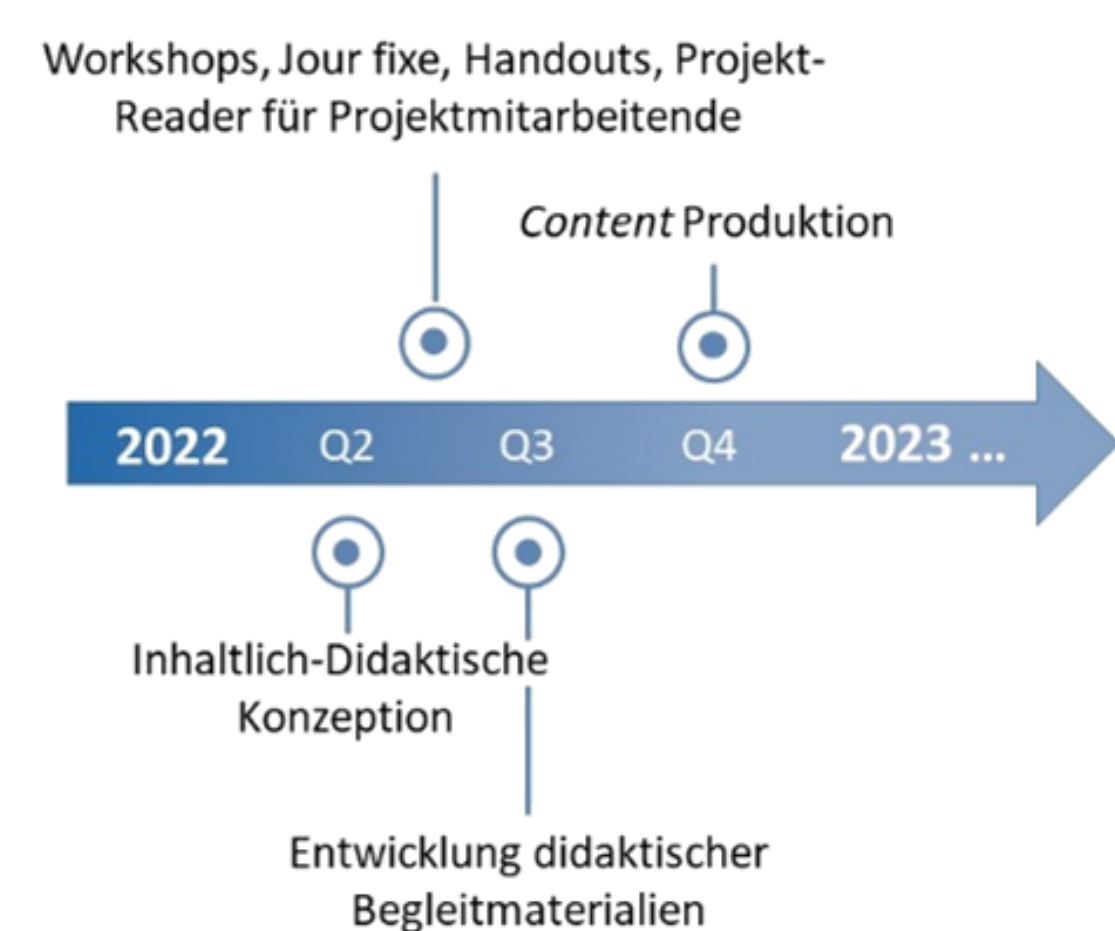 Workshops, Jour fixe, Handouts, Projekt-
Reader für Projektmitarbeitende
Content Produktion
2022 Q2 Q3 Q4 2023 ...
Inhaltlich-Didaktische
Konzeption
Entwicklung didaktischer
Begleitmaterialien